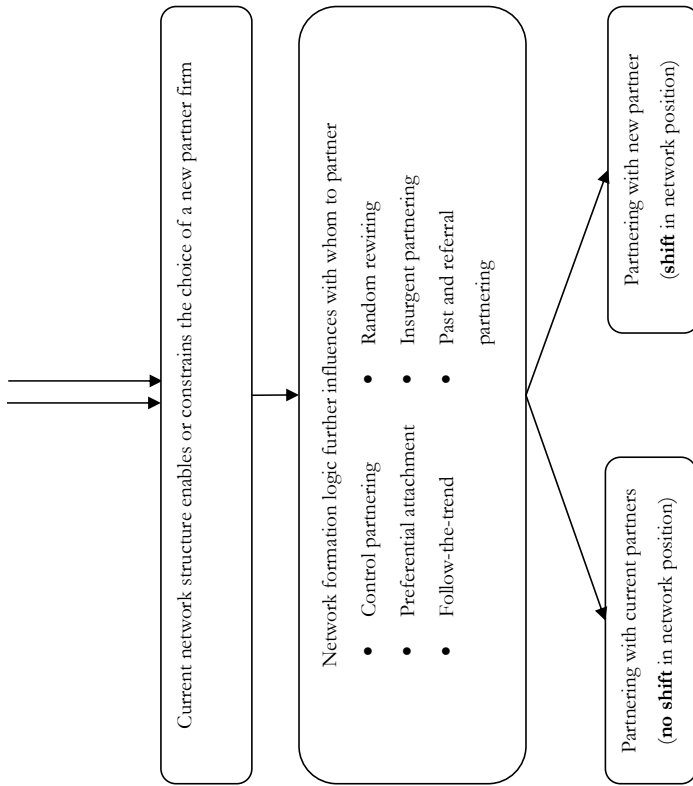 Current network structure enables or constrains the choice of a new partner firm
Network formation logic further influences with whom to partner
● Control partnering
● Preferential attachment
● Follow-the-trend
● Random rewiring
● Insurgent partnering
● Past and referral
partnering
Partnering with current partners
(no shift in network position)
Partnering with new partner
(shift in network position)